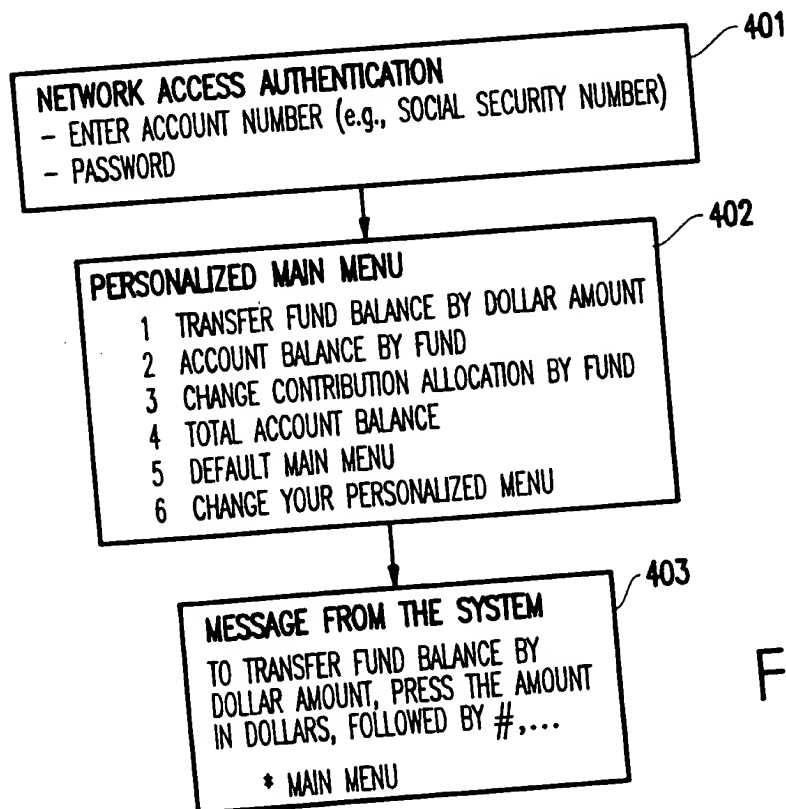 401
NETWORK ACCESS AUTHENTICATION
- ENTER ACCOUNT NUMBER (e.g., SOCIAL SECURITY NUMBER)
- PASSWORD
402
PERSONALIZED MAIN MENU
1 TRANSFER FUND BALANCE BY DOLLAR AMOUNT
2 ACCOUNT BALANCE BY FUND
3 CHANGE CONTRIBUTION ALLOCATION BY FUND
4 TOTAL ACCOUNT BALANCE
5 DEFAULT MAIN MENU
6 CHANGE YOUR PERSONALIZED MENU
403
MESSAGE FROM THE SYSTEM
TO TRANSFER FUND BALANCE BY
DOLLAR AMOUNT, PRESS THE AMOUNT
IN DOLLARS, FOLLOWED BY #,...
* MAIN MENU
F